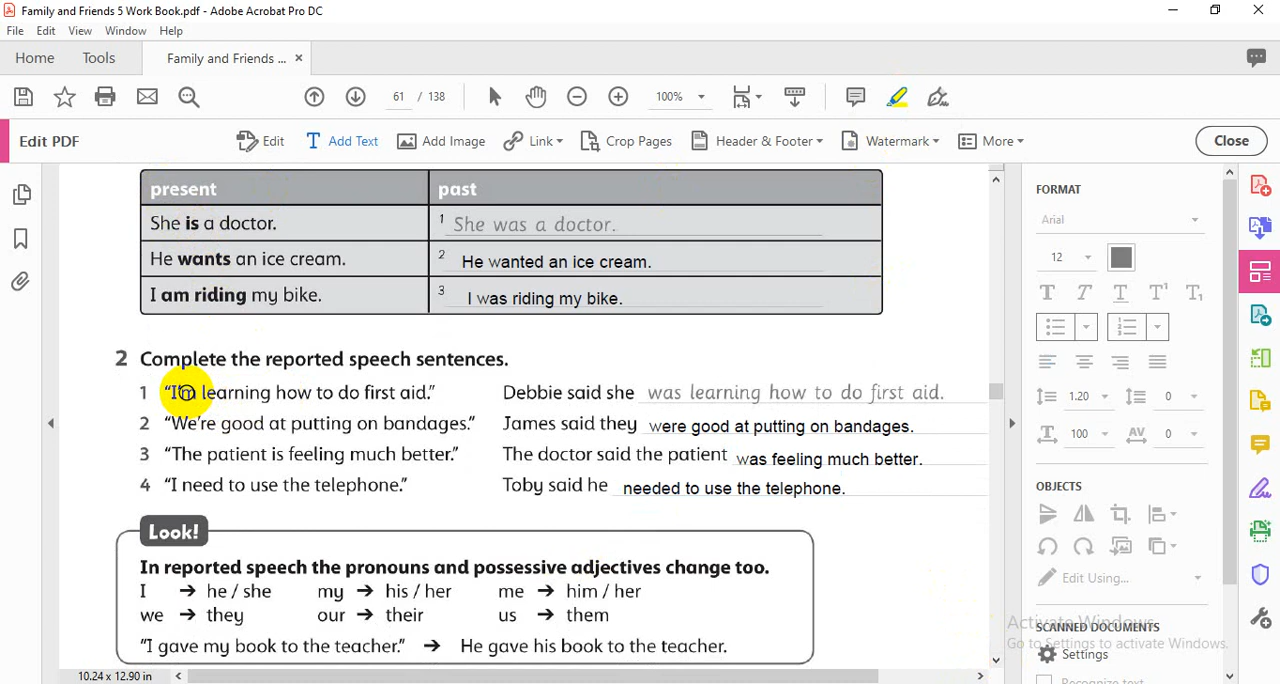 Family and Friends 5 Work Book.pdf - Adobe Acrobat Pro DC
File Edit View Window Help
Home Tools Family and Friends ... ×
61 / 138 100%
Edit PDF Edit Add Text Add Image Link Crop Pages Header & Footer Watermark More Close
present past
She is a doctor. 1 She was a doctor.
He wants an ice cream. 2 He wanted an ice cream.
I am riding my bike. 3 I was riding my bike.
2 Complete the reported speech sentences.
1 "I'm learning how to do first aid." Debbie said she was learning how to do first aid.
2 "We're good at putting on bandages." James said they were good at putting on bandages.
3 "The patient is feeling much better." The doctor said the patient was feeling much better.
4 "I need to use the telephone." Toby said he needed to use the telephone.
Look!
In reported speech the pronouns and possessive adjectives change too.
I → he / she my → his / her me → him / her
we → they our → their us → them
"I gave my book to the teacher." → He gave his book to the teacher.
10.24 x 12.90 in
FORMAT
Arial
12
T T T T¹ T₁
1.20 0
100 AV 0
OBJECTS
Edit Using...
SCANNED DOCUMENTS
Settings
Recognize text
Activate Windows
Go to Settings to activate Windows.